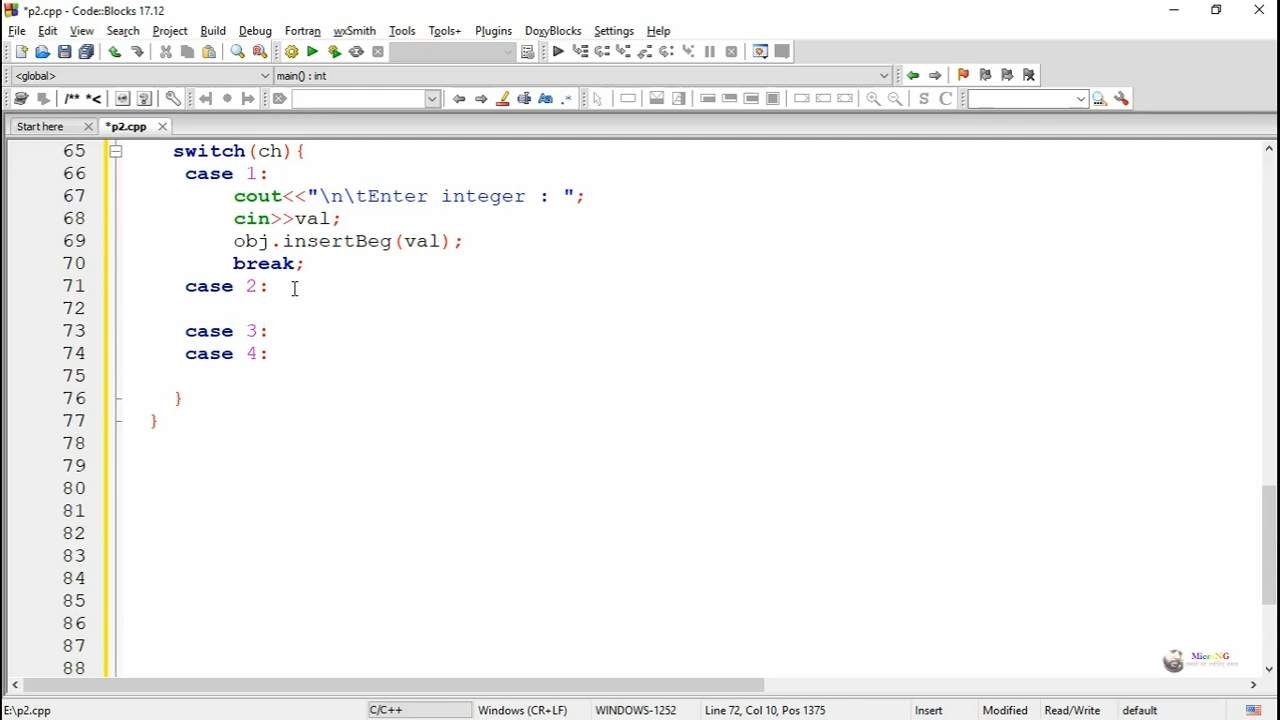 *p2.cpp - Code::Blocks 17.12
File Edit View Search Project Build Debug Fortran wxSmith Tools Tools+ Plugins DoxyBlocks Settings Help
<global> main() : int
/** *< S C
Start here *p2.cpp
65 switch(ch){
66 case 1:
67 cout<<"\n\tEnter integer : ";
68 cin>>val;
69 obj.insertBeg(val);
70 break;
71 case 2:
72
73 case 3:
74 case 4:
75
76 }
77 }
78
79
80
81
82
83
84
85
86
87
88
MicroNG
E:\p2.cpp C/C++ Windows (CR+LF) WINDOWS-1252 Line 72, Col 10, Pos 1375 Insert Modified Read/Write default